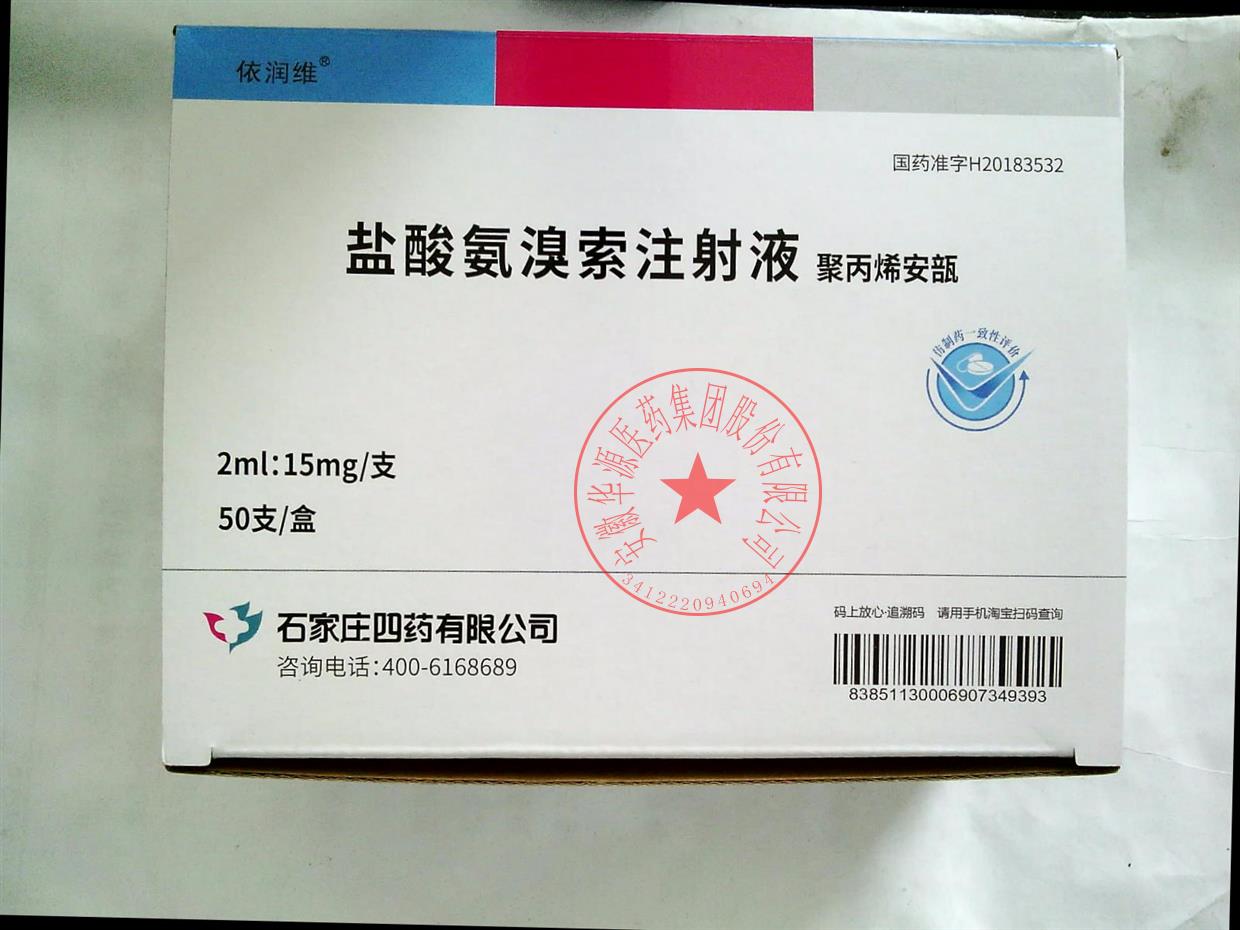 依润维®
国药准字H20183532
盐酸氨溴索注射液 聚丙烯安瓿
仿制药一致性评价
2ml:15mg/支
50支/盒
安徽华源医药集团股份有限公司
3412220940694
石家庄四药有限公司
咨询电话:400-6168689
码上放心·追溯码 请用手机淘宝扫码查询
83851130006907349393